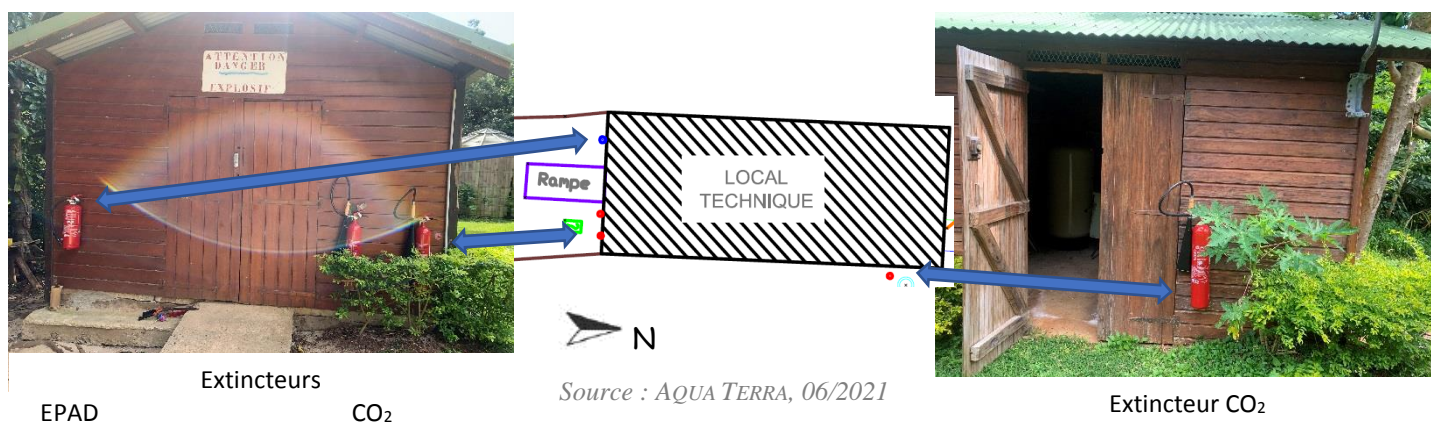 ATTENTION
DANGER
EXPLOSIF
Rampe
LOCAL
TECHNIQUE
N
Extincteurs
EPAD CO₂
Source : AQUA TERRA, 06/2021
Extincteur CO₂